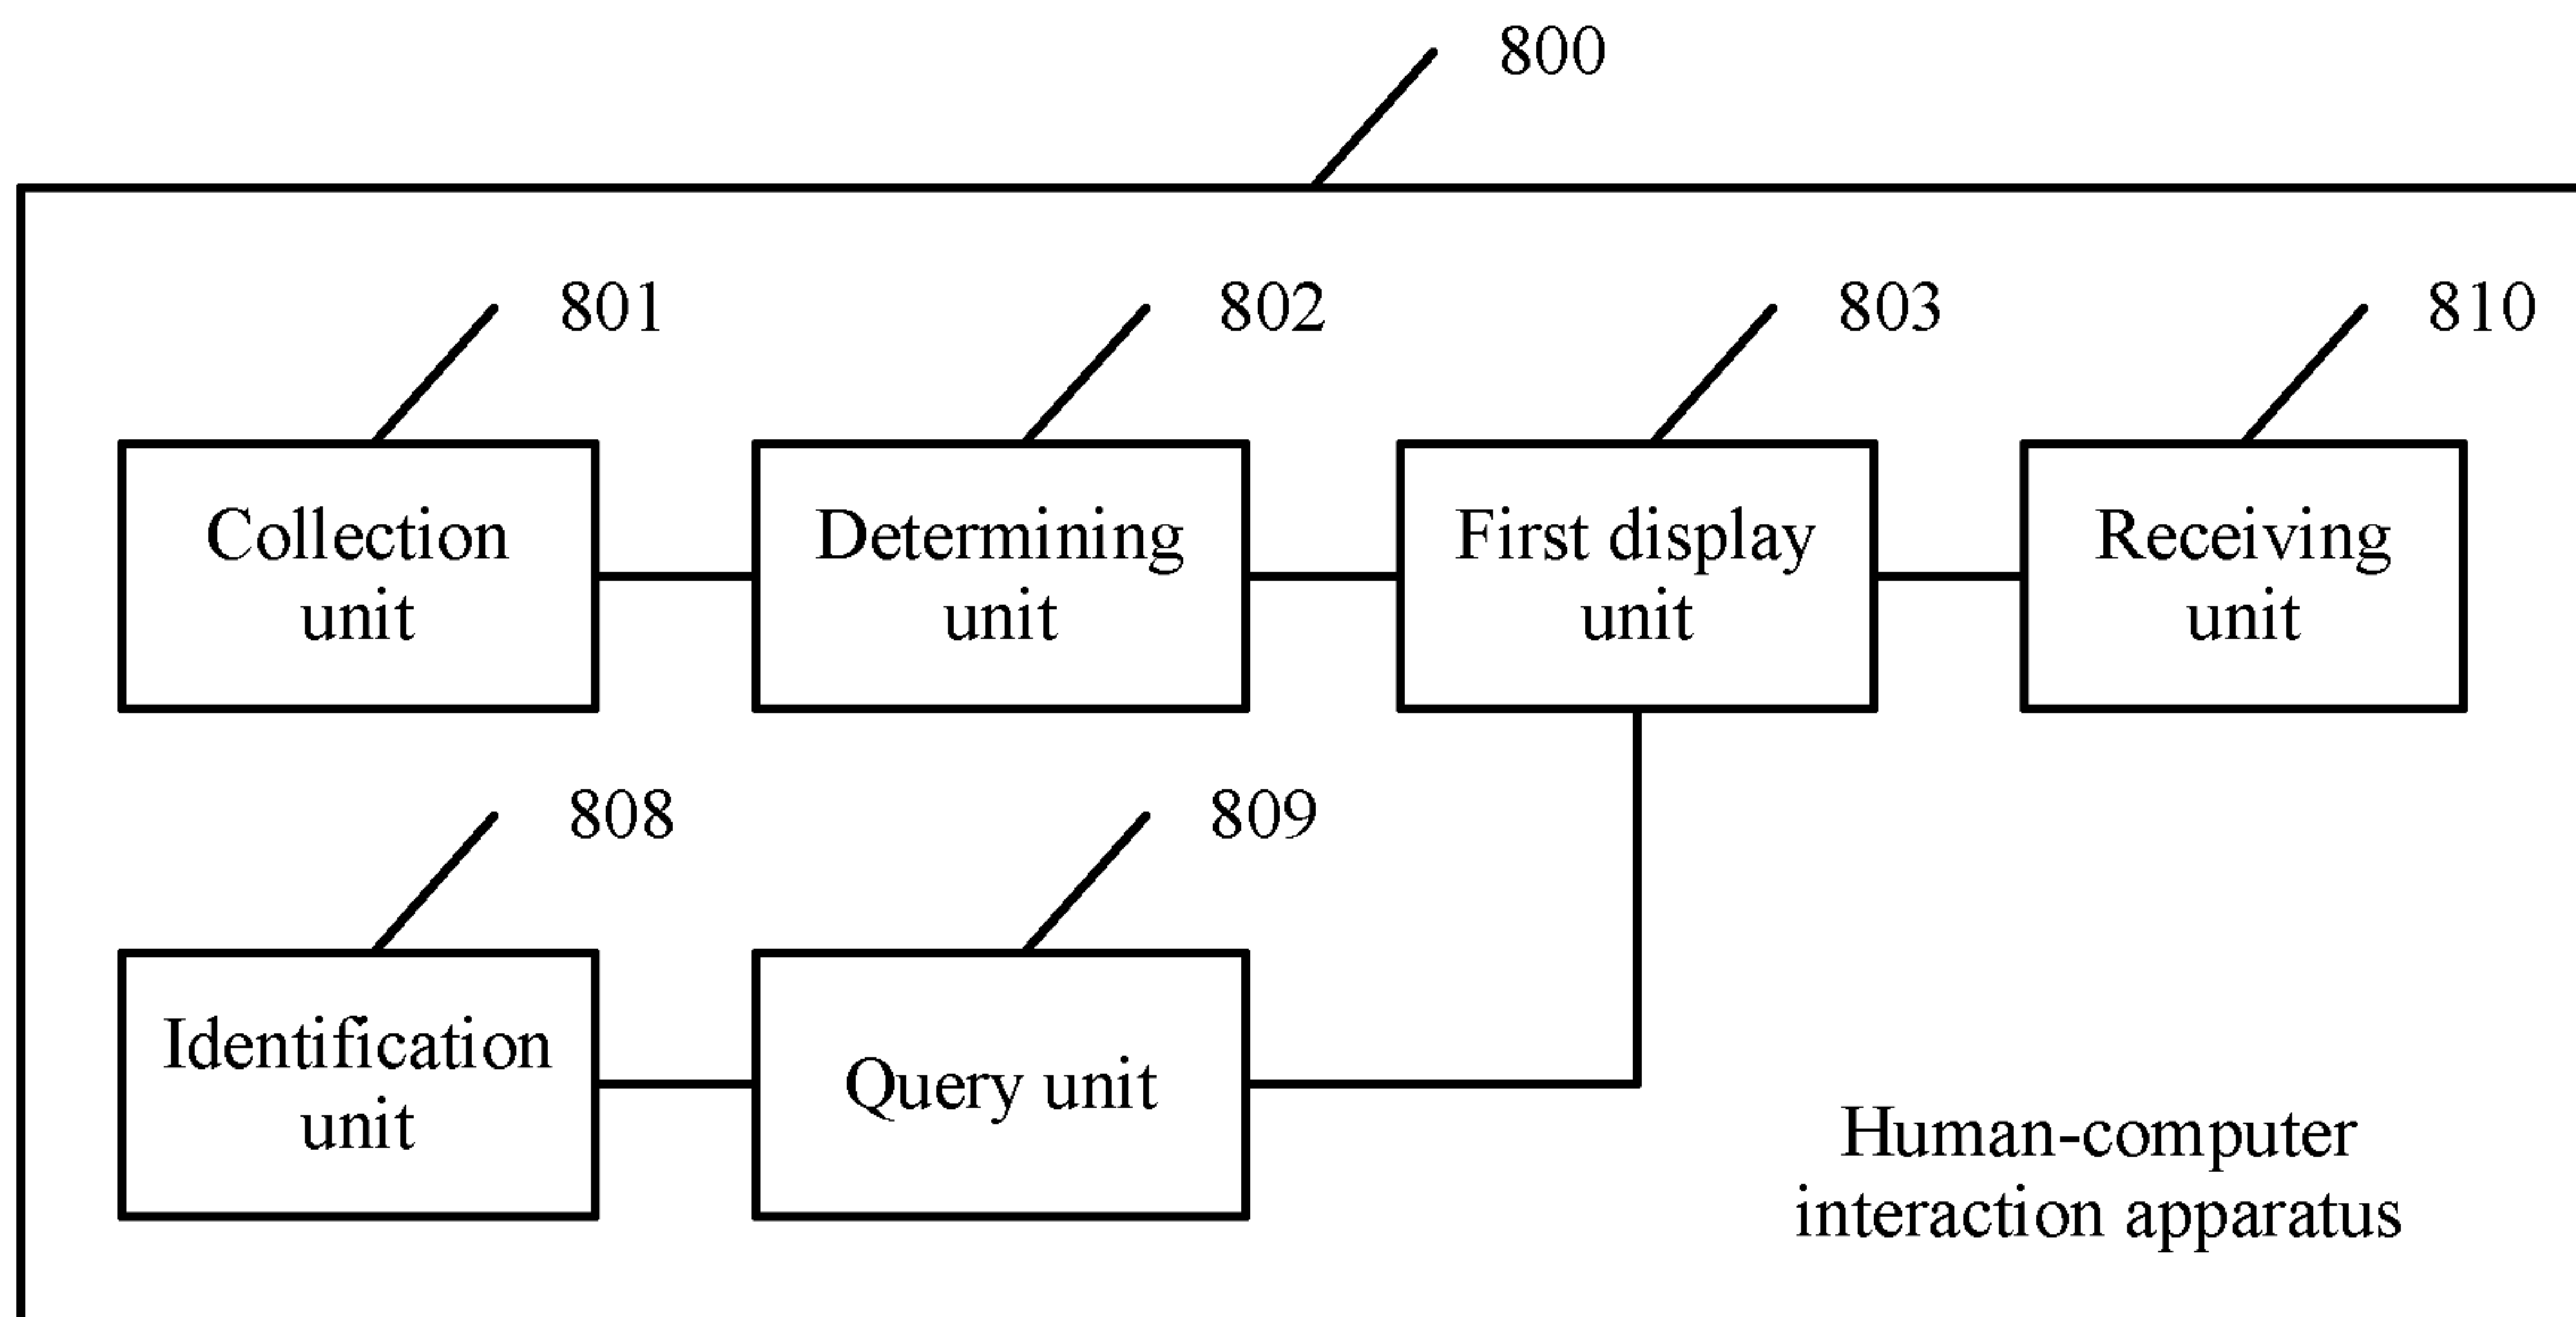 800
801
802
803
810
Collection
unit
Determining
unit
First display
unit
Receiving
unit
808
809
Identification
unit
Query unit
Human-computer
interaction apparatus